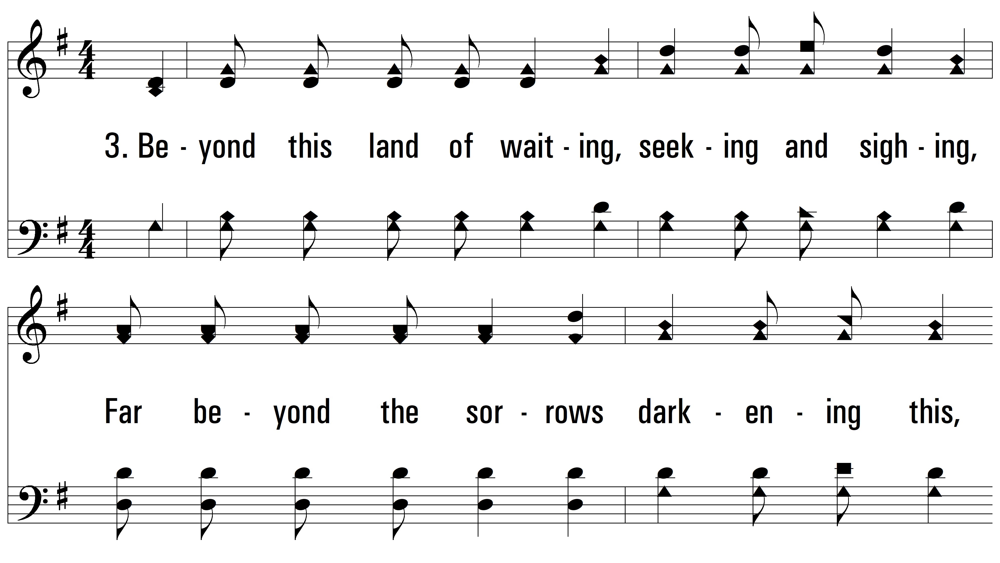 3. Be - yond this land of wait - ing, seek - ing and sigh - ing,
Far be - yond the sor - rows dark - en - ing this,